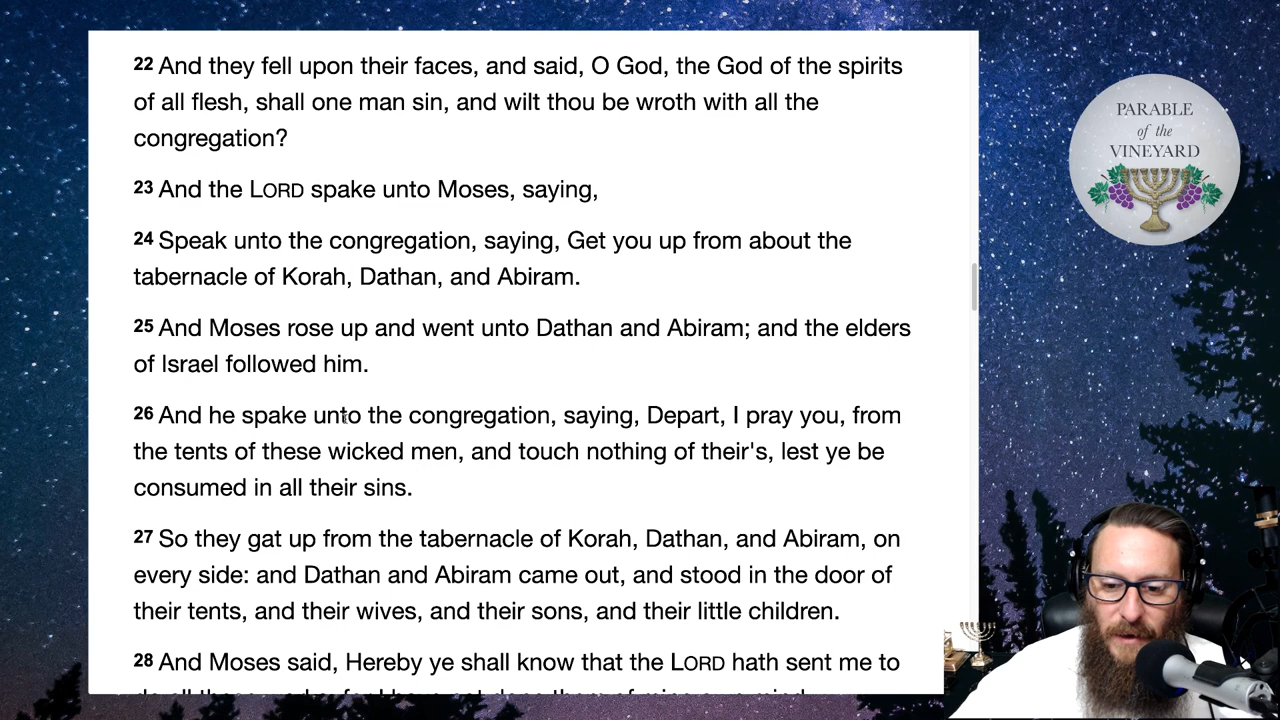 22 And they fell upon their faces, and said, O God, the God of the spirits
of all flesh, shall one man sin, and wilt thou be wroth with all the
congregation?
23 And the LORD spake unto Moses, saying,
24 Speak unto the congregation, saying, Get you up from about the
tabernacle of Korah, Dathan, and Abiram.
25 And Moses rose up and went unto Dathan and Abiram; and the elders
of Israel followed him.
26 And he spake unto the congregation, saying, Depart, I pray you, from
the tents of these wicked men, and touch nothing of their's, lest ye be
consumed in all their sins.
27 So they gat up from the tabernacle of Korah, Dathan, and Abiram, on
every side: and Dathan and Abiram came out, and stood in the door of
their tents, and their wives, and their sons, and their little children.
28 And Moses said, Hereby ye shall know that the LORD hath sent me to
PARABLE
of the
VINEYARD